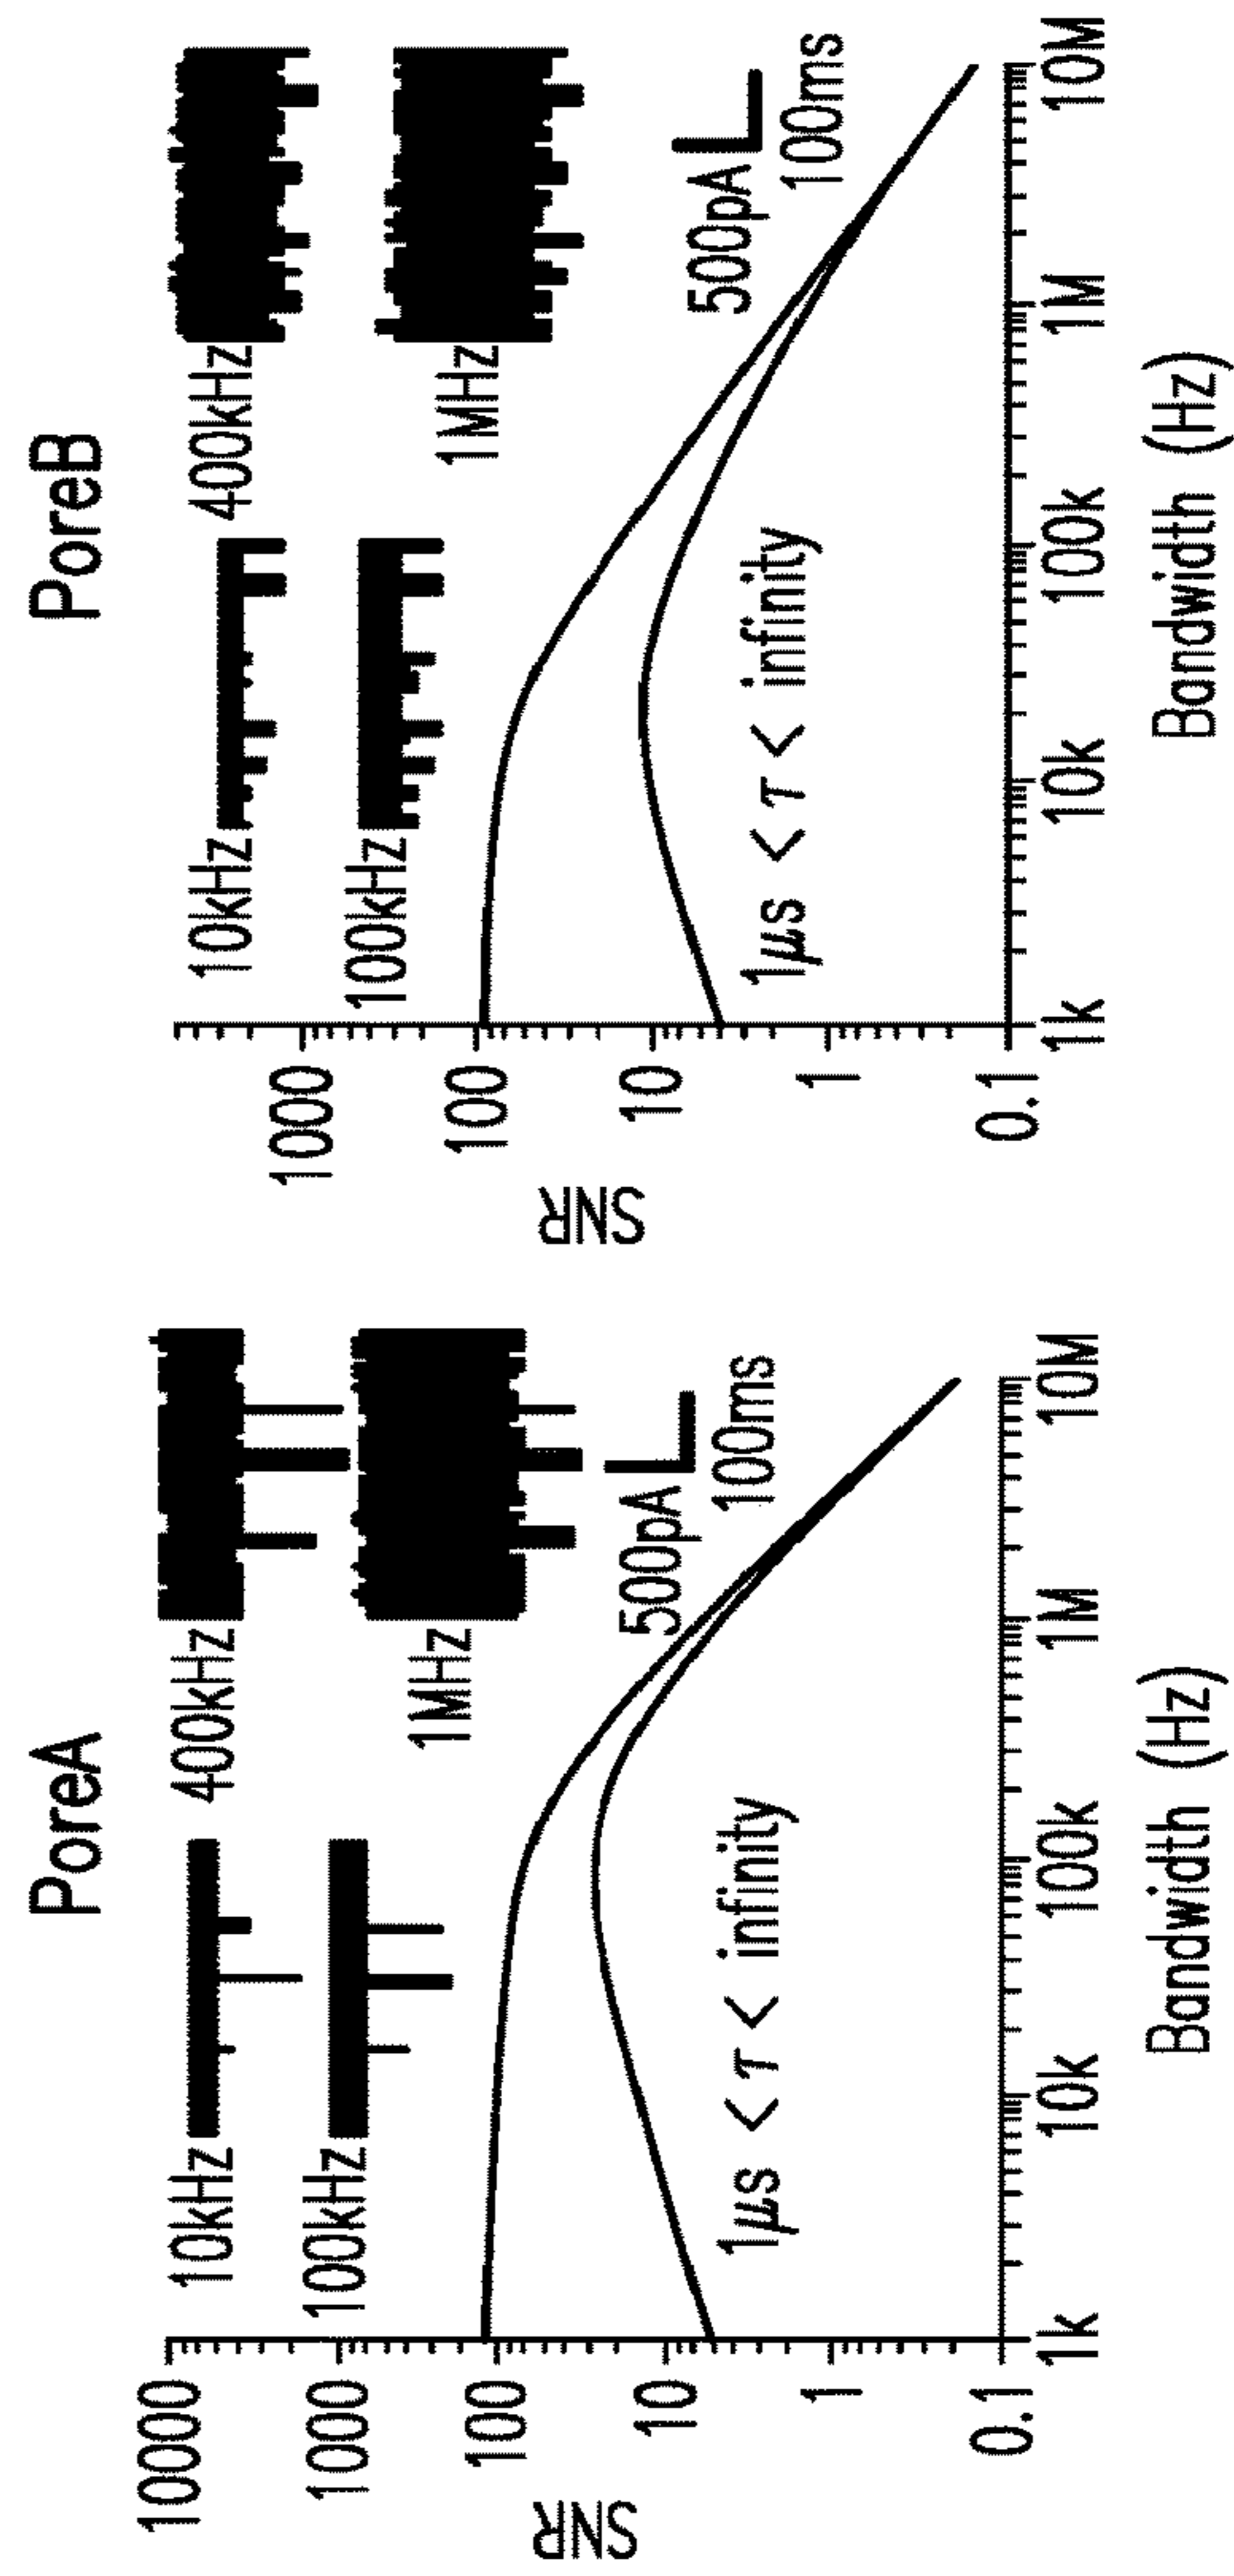 PoreA
10kHz
400kHz
100kHz
1MHz
500pA
100ms
10000
1000
100
10
1
0.1
SNR
1μs < τ < infinity
1k
10k
100k
1M
10M
Bandwidth (Hz)
PoreB
10kHz
400kHz
100kHz
1MHz
500pA
100ms
1000
100
10
1
0.1
SNR
1μs < τ < infinity
1k
10k
100k
1M
10M
Bandwidth (Hz)